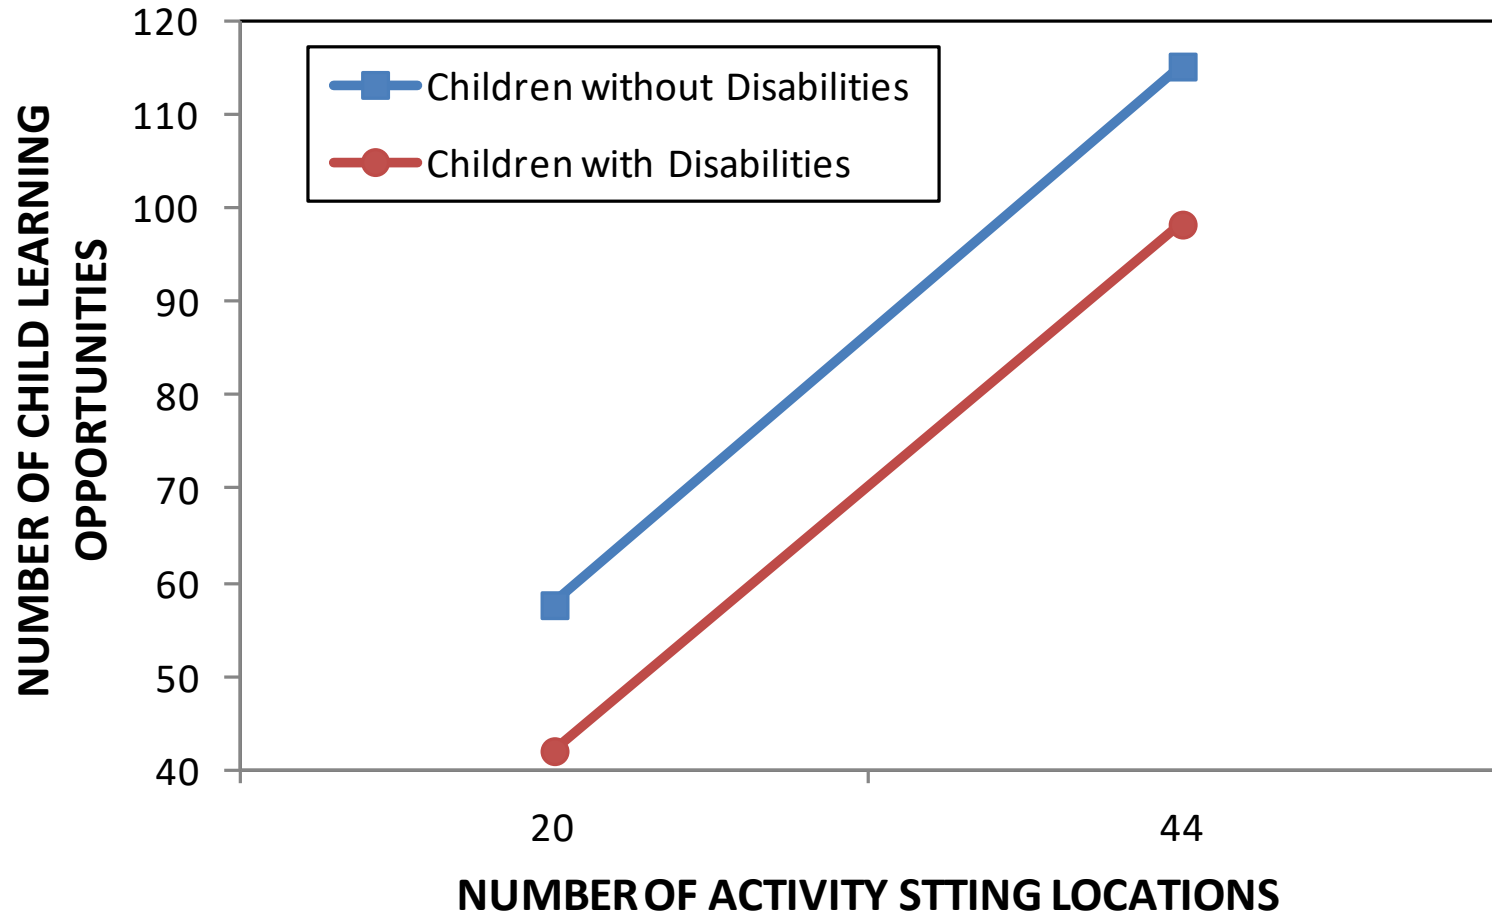 NUMBER OF CHILD LEARNING
OPPORTUNITIES
120
110
100
90
80
70
60
50
40
Children without Disabilities
Children with Disabilities
20
44
NUMBER OF ACTIVITY STTING LOCATIONS